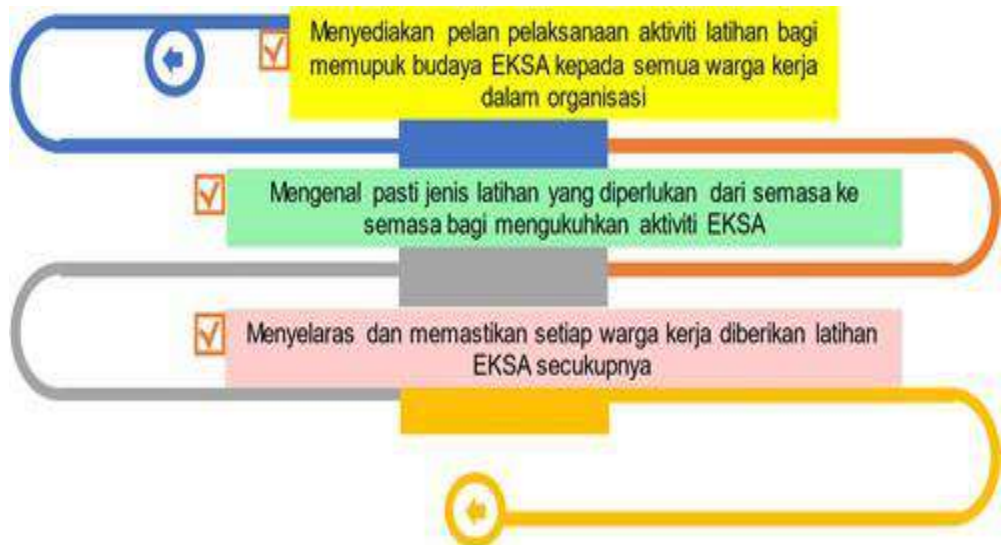 Menyediakan pelan pelaksanaan aktiviti latihan bagi
memupuk budaya EKSA kepada semua warga kerja
dalam organisasi
Mengenal pasti jenis latihan yang diperlukan dari semasa ke
semasa bagi mengukuhkan aktiviti EKSA
Menyelaras dan memastikan setiap warga kerja diberikan latihan
EKSA secukupnya